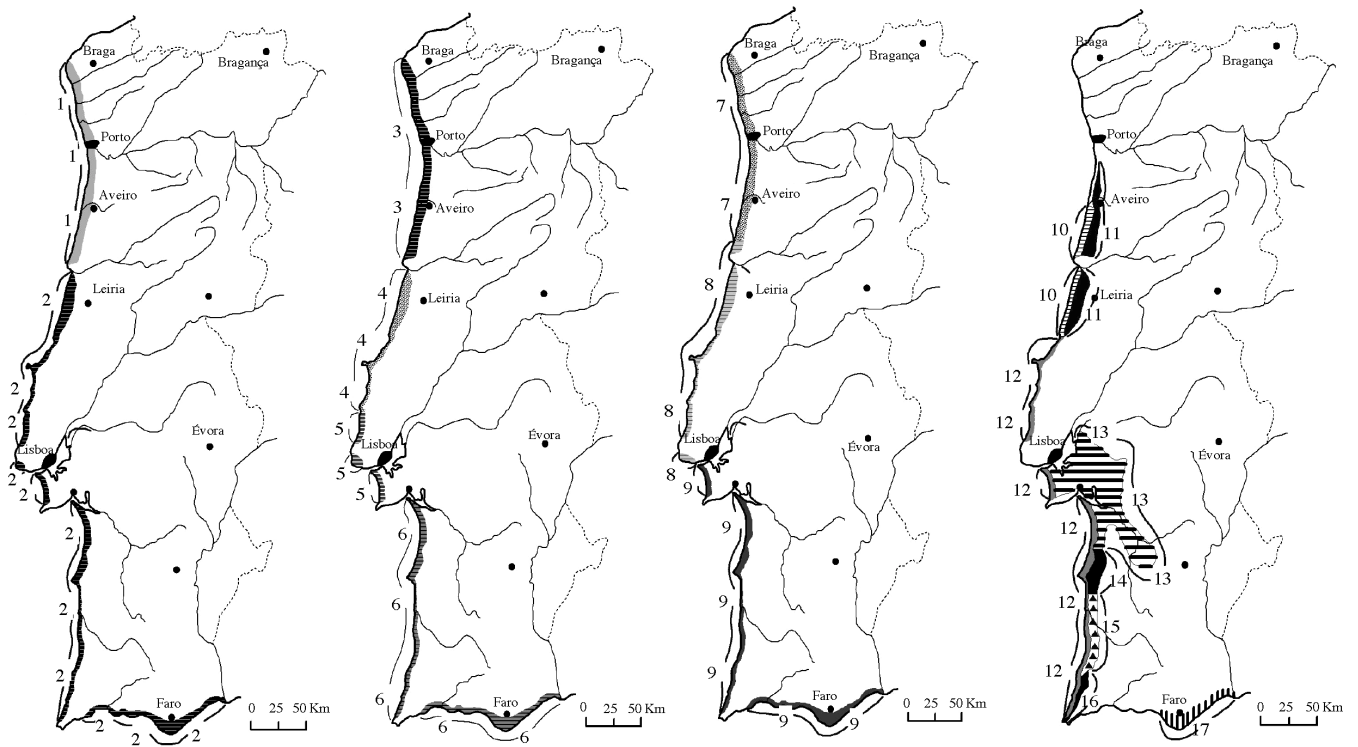 Braga
Bragança
1
Porto
1
Aveiro
1
Leiria
2
2
2
Évora
Lisboa
2
2
2
2
2
Faro
2
2
2
0 25 50 Km
Braga
Bragança
3
Porto
3
Aveiro
4
Leiria
4
4
5
Lisboa
Évora
5
5
6
6
6
Faro
6
6
0 25 50 Km
Braga
Bragança
7
Porto
7
Aveiro
8
Leiria
8
Lisboa
Évora
8
9
9
9
9
Faro
9
9
0 25 50 Km
Braga
Bragança
Porto
Aveiro
10
11
10
Leiria
11
12
12
13
Lisboa
Évora
12
13
12
14
13
12
15
12
16
Faro
17
0 25 50 Km